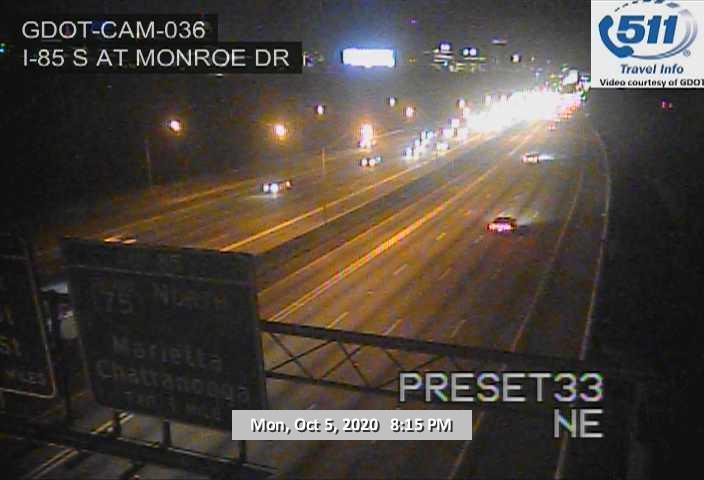 GDOT-CAM-036
I-85 S AT MONROE DR
511
Travel Info
Video courtesy of GDOT
75 NORTH
Marietta
Chattanooga
MILES
PRESET33
NE
Mon, Oct 5, 2020 8:15 PM